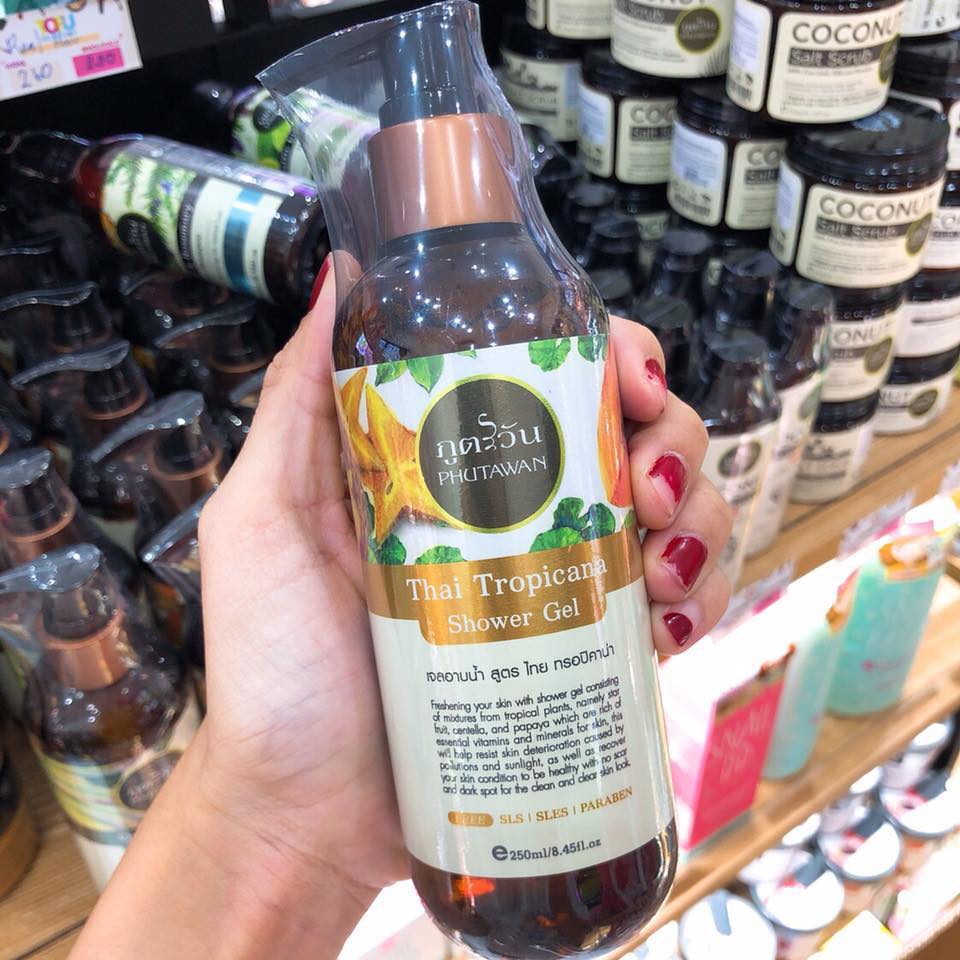 260
COCONUT
Salt Scrub
COCONUT
Salt Scrub
ภูตะวัน
PHUTAWAN
Thai Tropicana
Shower Gel
เจลอาบน้ำ สูตร ไทย ทรอปิคาน่า
Freshening your skin with shower gel consisting
of mixtures from tropical plants, namely star
fruit, centella, and papaya which are rich of
essential vitamins and minerals for skin, this
will help resist skin deterioration caused by
pollutions and sunlight, as well as recover
your skin condition to be healthy with no scar
and dark spot for the clean and clear skin look.
FREE SLS | SLES | PARABEN
e250ml/8.45fl.oz